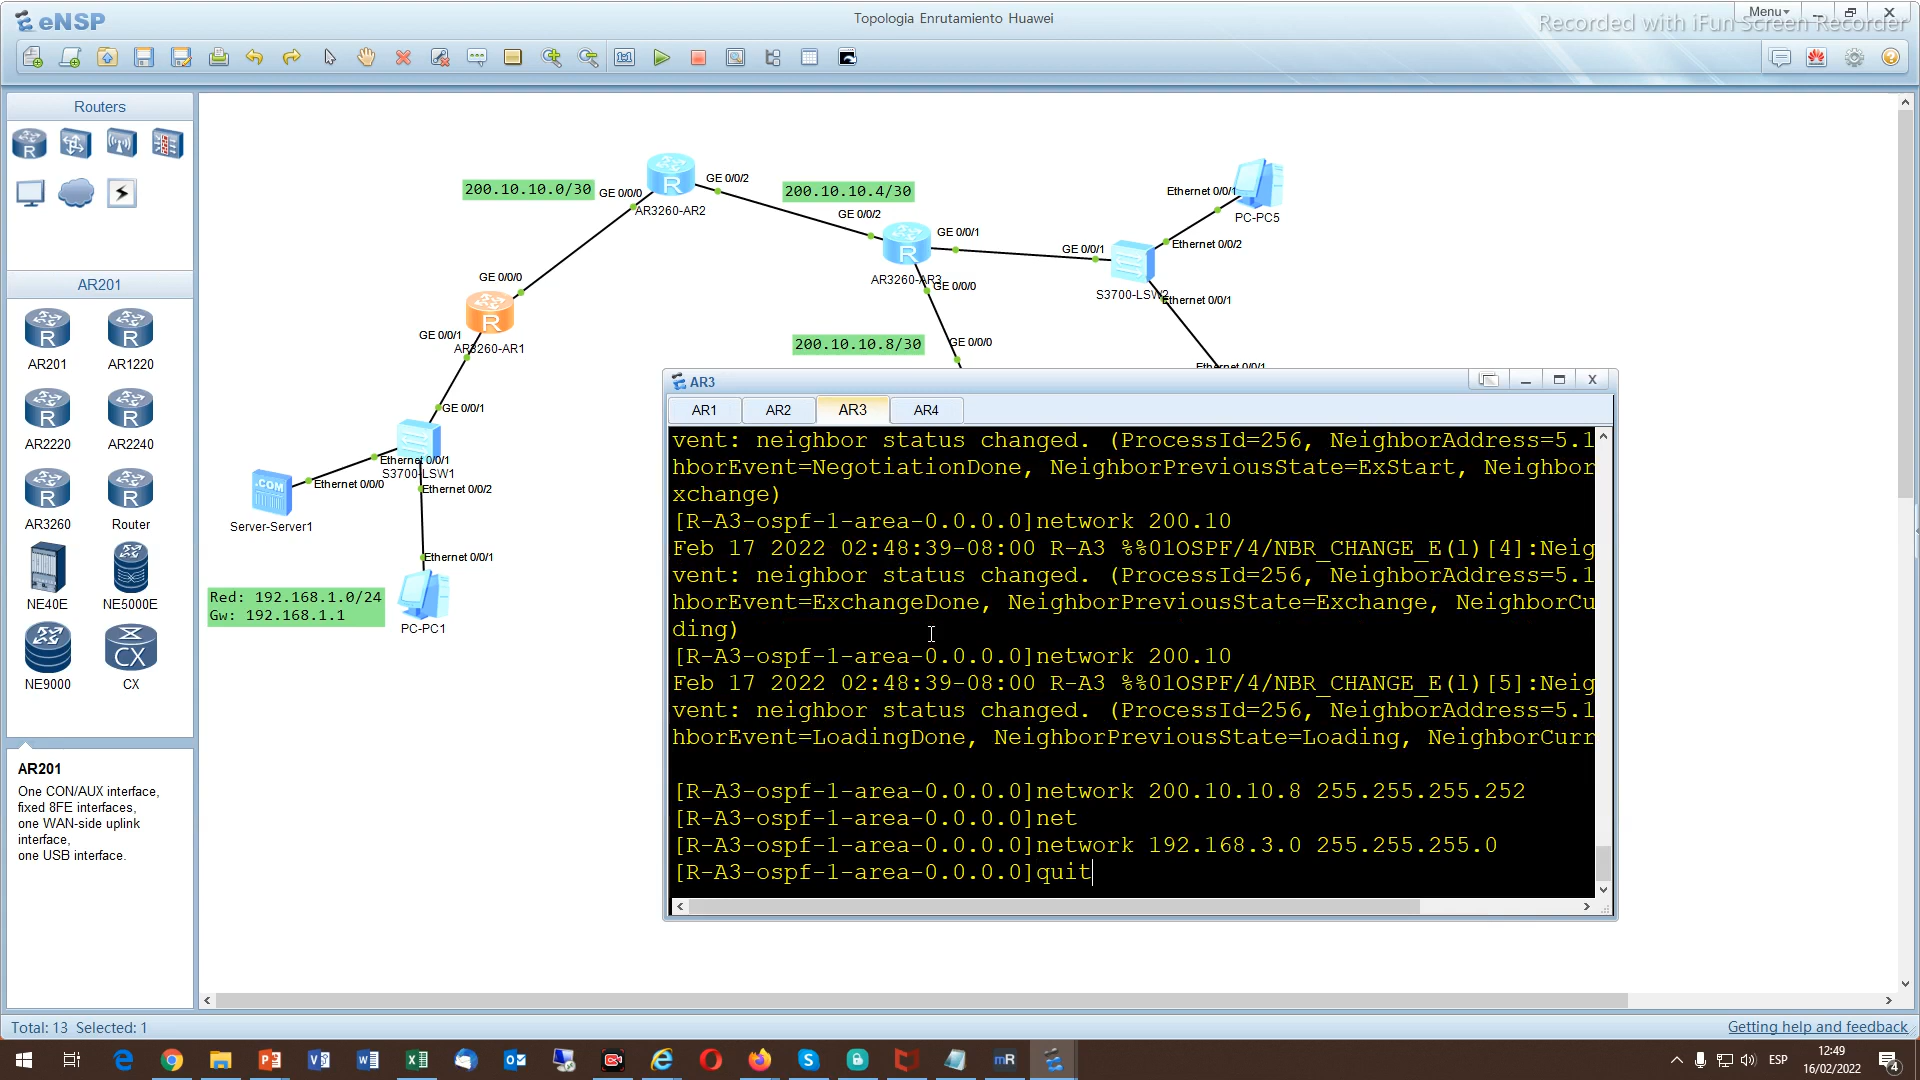 eNSP
Topologia Enrutamiento Huawei
Menu
Recorded with iFun Screen Recorder
Routers
AR201
AR201
AR1220
AR2220
AR2240
AR3260
Router
NE40E
NE5000E
NE9000
CX
AR201
One CON/AUX interface,
fixed 8FE interfaces,
one WAN-side uplink
interface,
one USB interface.
200.10.10.0/30
GE 0/0/0
AR3260-AR2
GE 0/0/2
200.10.10.4/30
GE 0/0/2
AR3260-AR3
GE 0/0/1
GE 0/0/0
GE 0/0/1
S3700-LSW2
Ethernet 0/0/1
PC-PC5
Ethernet 0/0/2
Ethernet 0/0/1
GE 0/0/0
AR3260-AR1
GE 0/0/1
200.10.10.8/30
GE 0/0/0
Ethernet 0/0/1
GE 0/0/1
Ethernet 0/0/1
S3700-LSW1
Ethernet 0/0/0
Ethernet 0/0/2
Server-Server1
Ethernet 0/0/1
Red: 192.168.1.0/24
Gw: 192.168.1.1
PC-PC1
AR3
AR1 AR2 AR3 AR4
vent: neighbor status changed. (ProcessId=256, NeighborAddress=5.1
hborEvent=NegotiationDone, NeighborPreviousState=ExStart, Neighbor
xchange)
[R-A3-ospf-1-area-0.0.0.0]network 200.10
Feb 17 2022 02:48:39-08:00 R-A3 %%01OSPF/4/NBR_CHANGE_E(l)[4]:Neig
vent: neighbor status changed. (ProcessId=256, NeighborAddress=5.1
hborEvent=ExchangeDone, NeighborPreviousState=Exchange, NeighborCu
ding)
[R-A3-ospf-1-area-0.0.0.0]network 200.10
Feb 17 2022 02:48:39-08:00 R-A3 %%01OSPF/4/NBR_CHANGE_E(l)[5]:Neig
vent: neighbor status changed. (ProcessId=256, NeighborAddress=5.1
hborEvent=LoadingDone, NeighborPreviousState=Loading, NeighborCurr
[R-A3-ospf-1-area-0.0.0.0]network 200.10.10.8 255.255.255.252
[R-A3-ospf-1-area-0.0.0.0]net
[R-A3-ospf-1-area-0.0.0.0]network 192.168.3.0 255.255.255.0
[R-A3-ospf-1-area-0.0.0.0]quit
Total: 13 Selected: 1
Getting help and feedback
ESP
12:49
16/02/2022
4